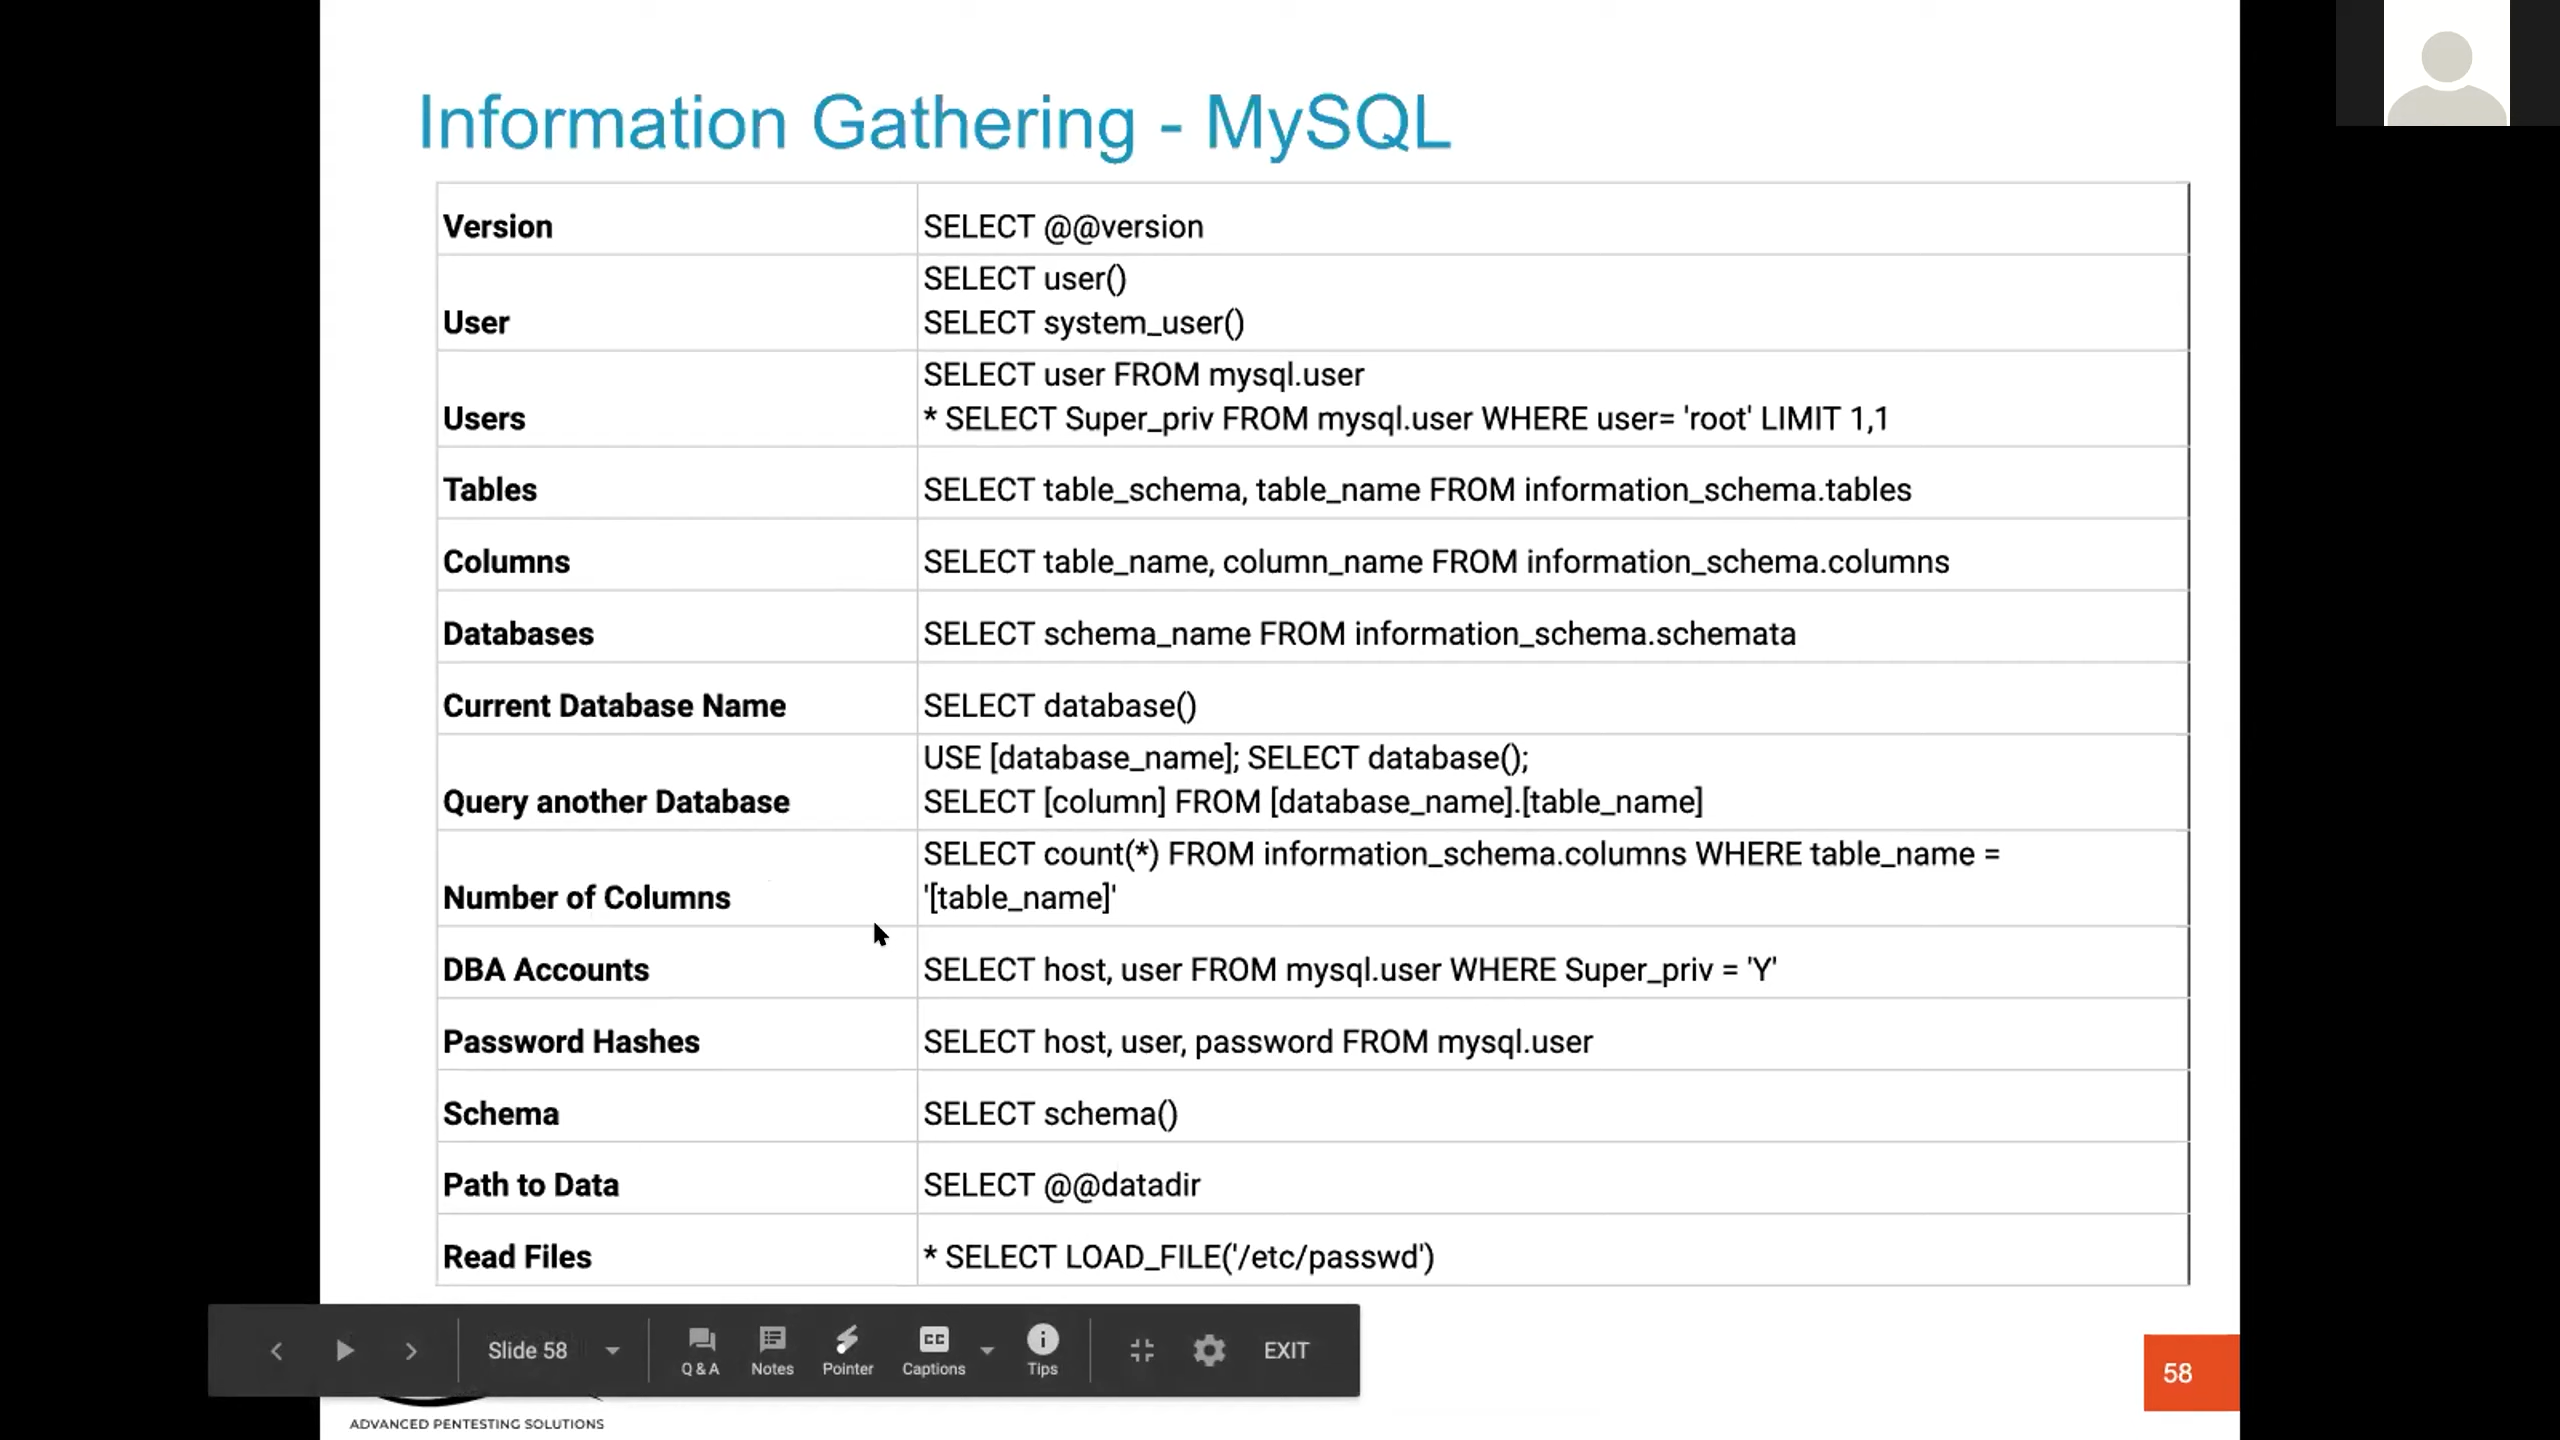 Information Gathering - MySQL
Version
SELECT @@version
User
SELECT user()
SELECT system_user()
Users
SELECT user FROM mysql.user
* SELECT Super_priv FROM mysql.user WHERE user= 'root' LIMIT 1,1
Tables
SELECT table_schema, table_name FROM information_schema.tables
Columns
SELECT table_name, column_name FROM information_schema.columns
Databases
SELECT schema_name FROM information_schema.schemata
Current Database Name
SELECT database()
Query another Database
USE [database_name]; SELECT database();
SELECT [column] FROM [database_name].[table_name]
Number of Columns
SELECT count(*) FROM information_schema.columns WHERE table_name =
'[table_name]'
DBA Accounts
SELECT host, user FROM mysql.user WHERE Super_priv = 'Y'
Password Hashes
SELECT host, user, password FROM mysql.user
Schema
SELECT schema()
Path to Data
SELECT @@datadir
Read Files
* SELECT LOAD_FILE('/etc/passwd')
Slide 58
Q & A
Notes
Pointer
CC
Captions
Tips
EXIT
58
ADVANCED PENTESTING SOLUTIONS